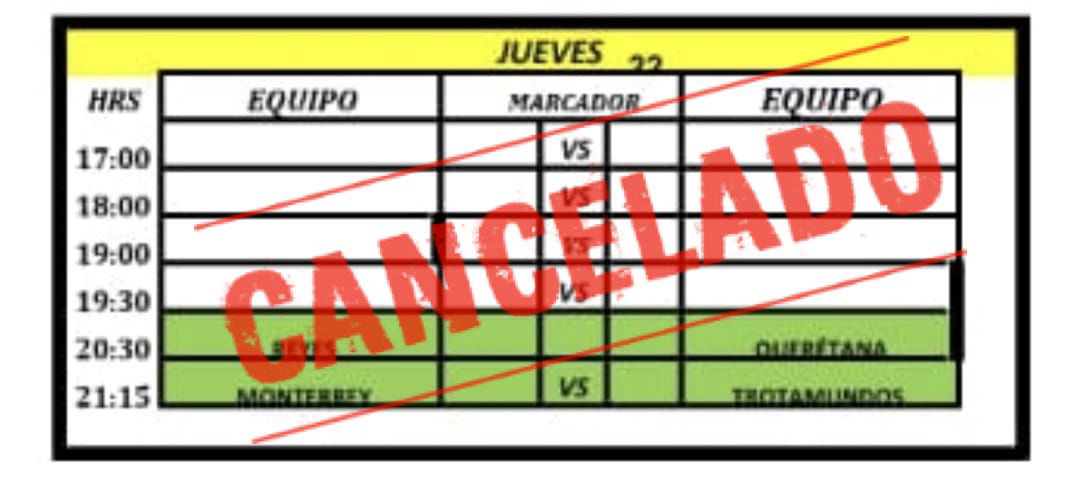 JUEVES 22
HRS EQUIPO MARCADOR EQUIPO
17:00 VS
18:00 VS
19:00 VS
19:30 VS
20:30 REYES QUERÉTANA
21:15 MONTERREY VS TROTAMUNDOS
CANCELADO